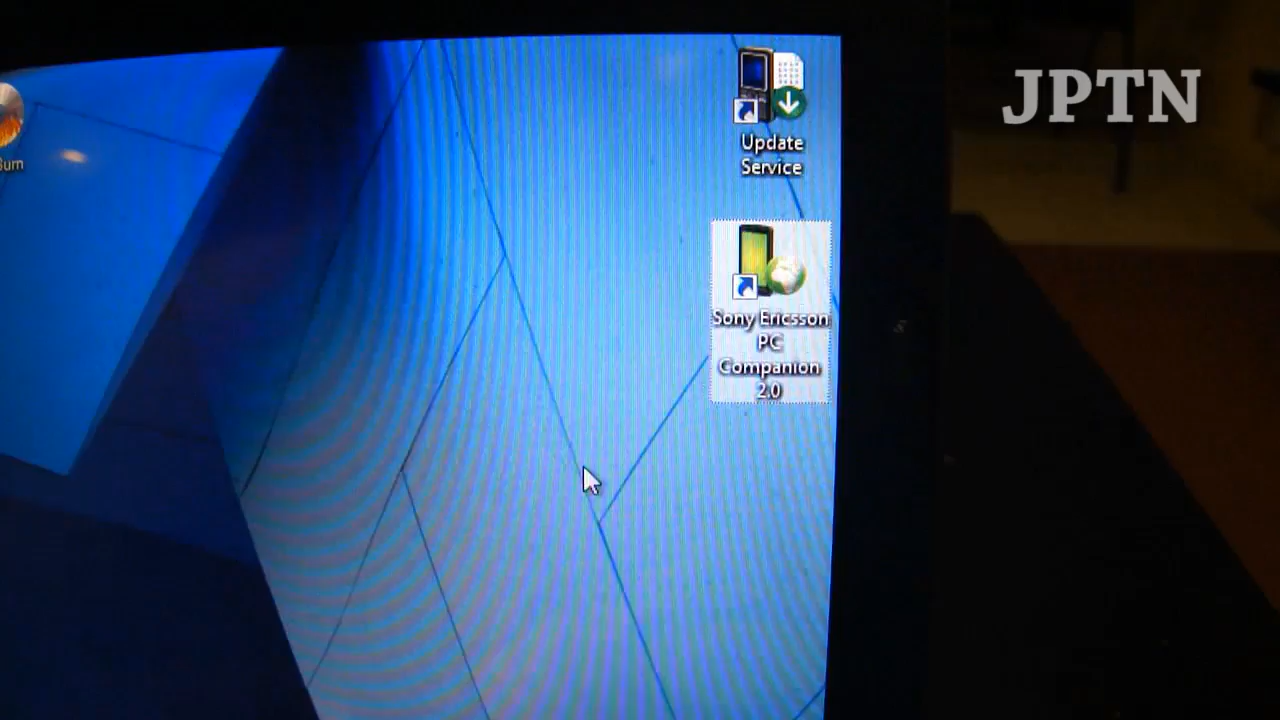 JPTN
Update
Service
Burn
Sony Ericsson
PC
Companion
2.0